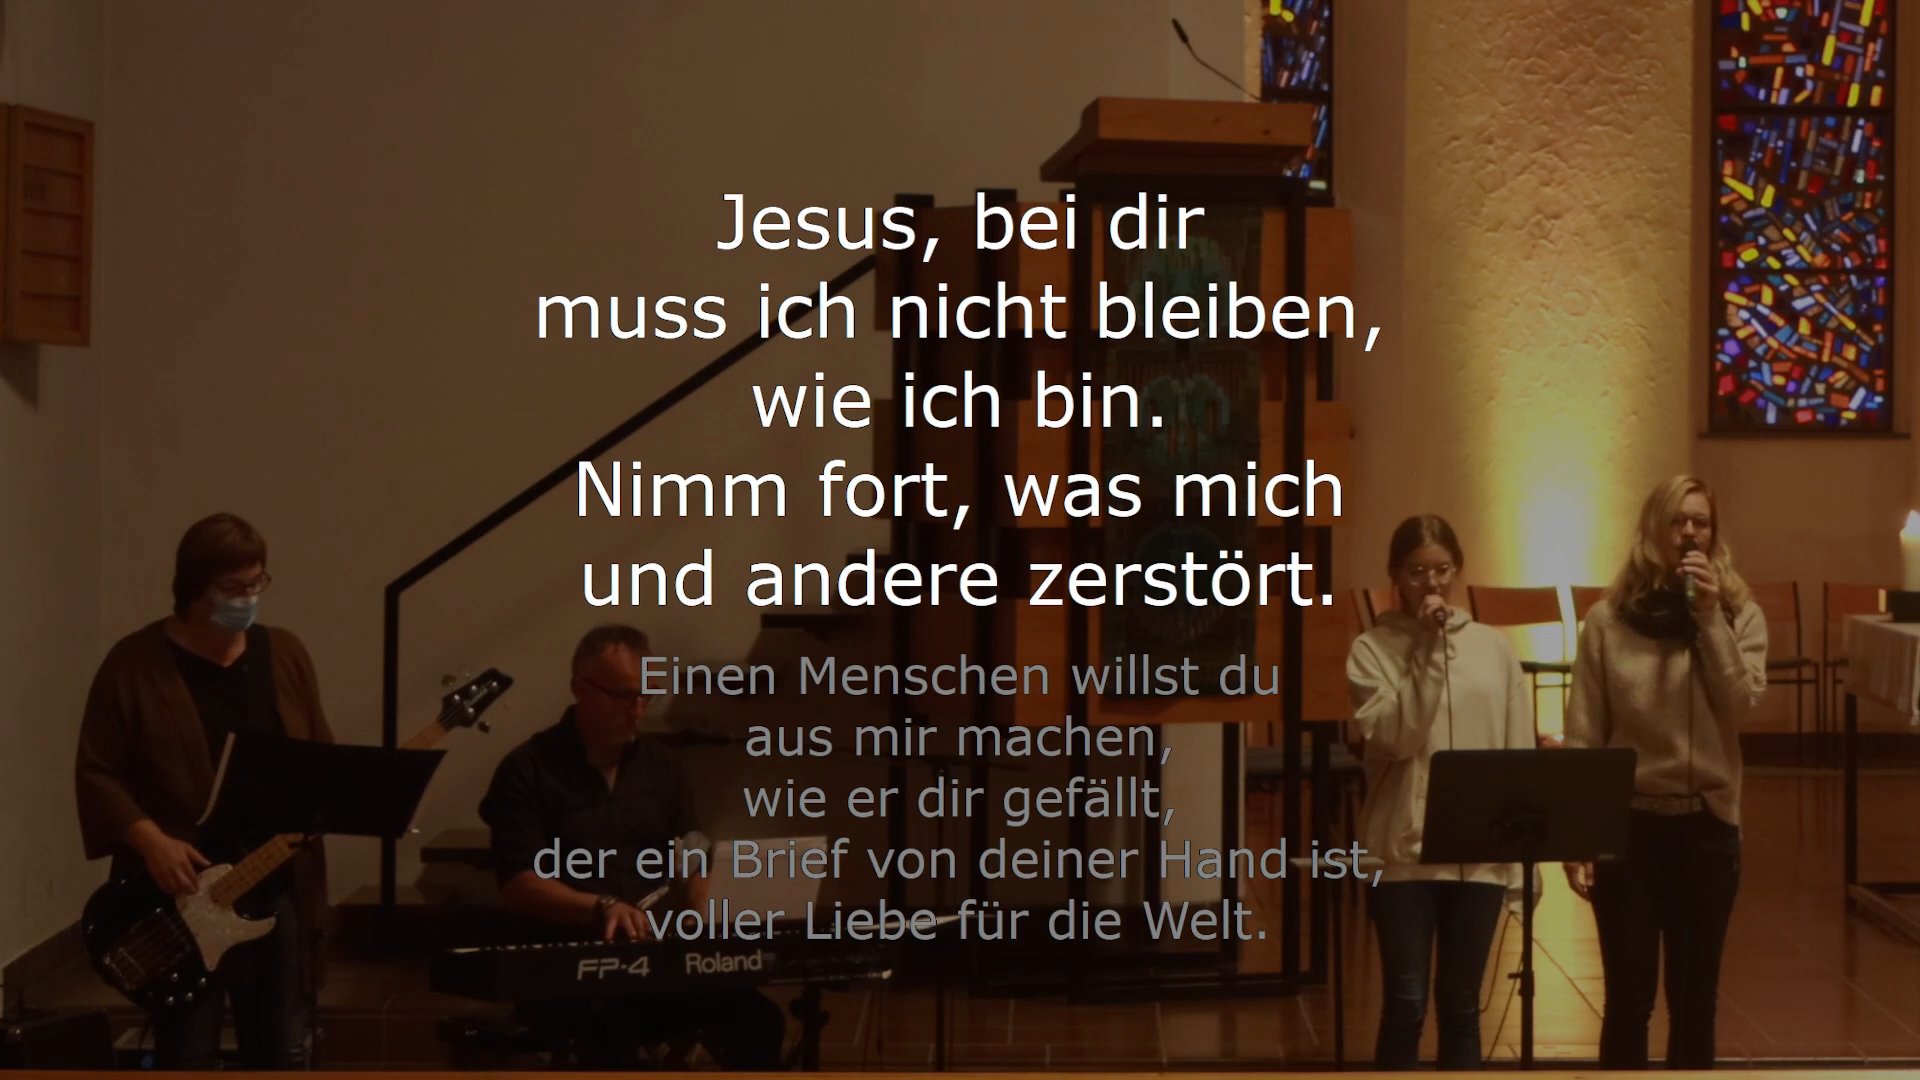 Jesus, bei dir
muss ich nicht bleiben,
wie ich bin.
Nimm fort, was mich
und andere zerstört.
Einen Menschen willst du
aus mir machen,
wie er dir gefällt,
der ein Brief von deiner Hand ist,
voller Liebe für die Welt.
FP-4 Roland